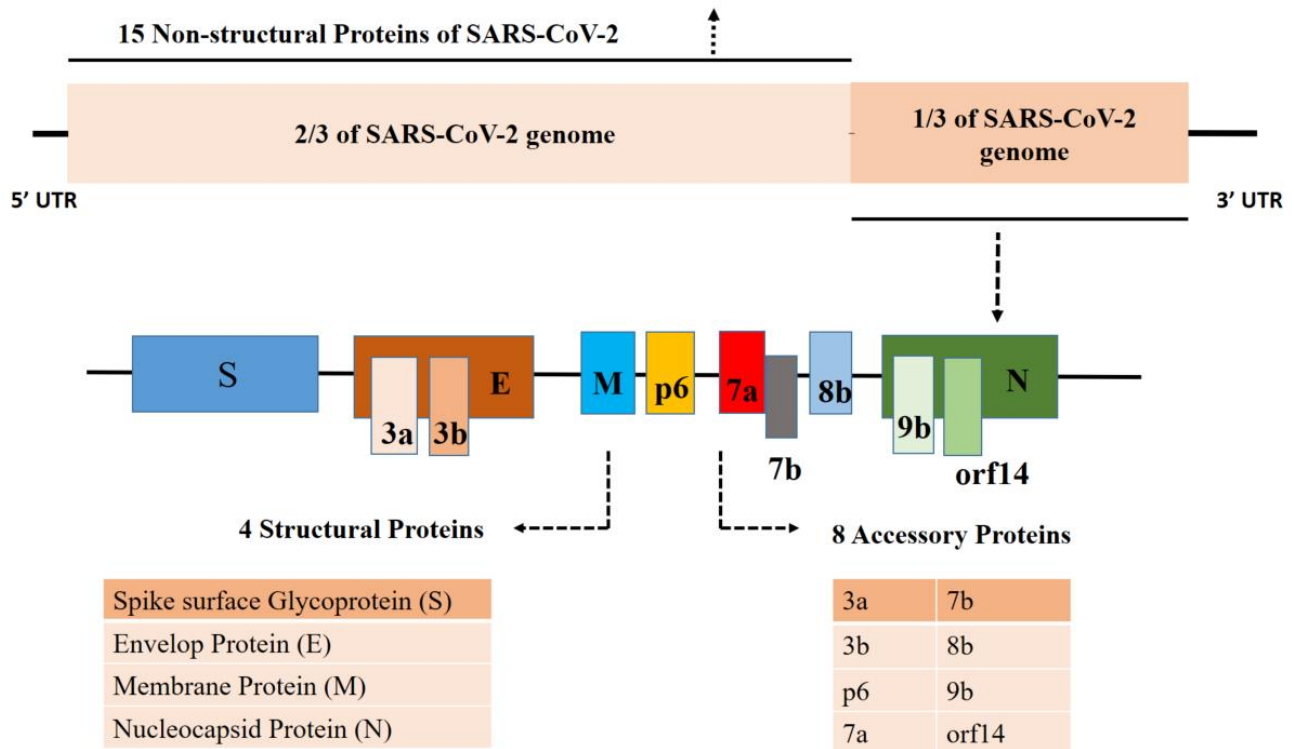 15 Non-structural Proteins of SARS-CoV-2
2/3 of SARS-CoV-2 genome
1/3 of SARS-CoV-2
genome
5’ UTR
3’ UTR
S
E
3a
3b
M
p6
7a
7b
8b
N
9b
orf14
4 Structural Proteins
8 Accessory Proteins
Spike surface Glycoprotein (S)
Envelop Protein (E)
Membrane Protein (M)
Nucleocapsid Protein (N)
3a 7b
3b 8b
p6 9b
7a orf14